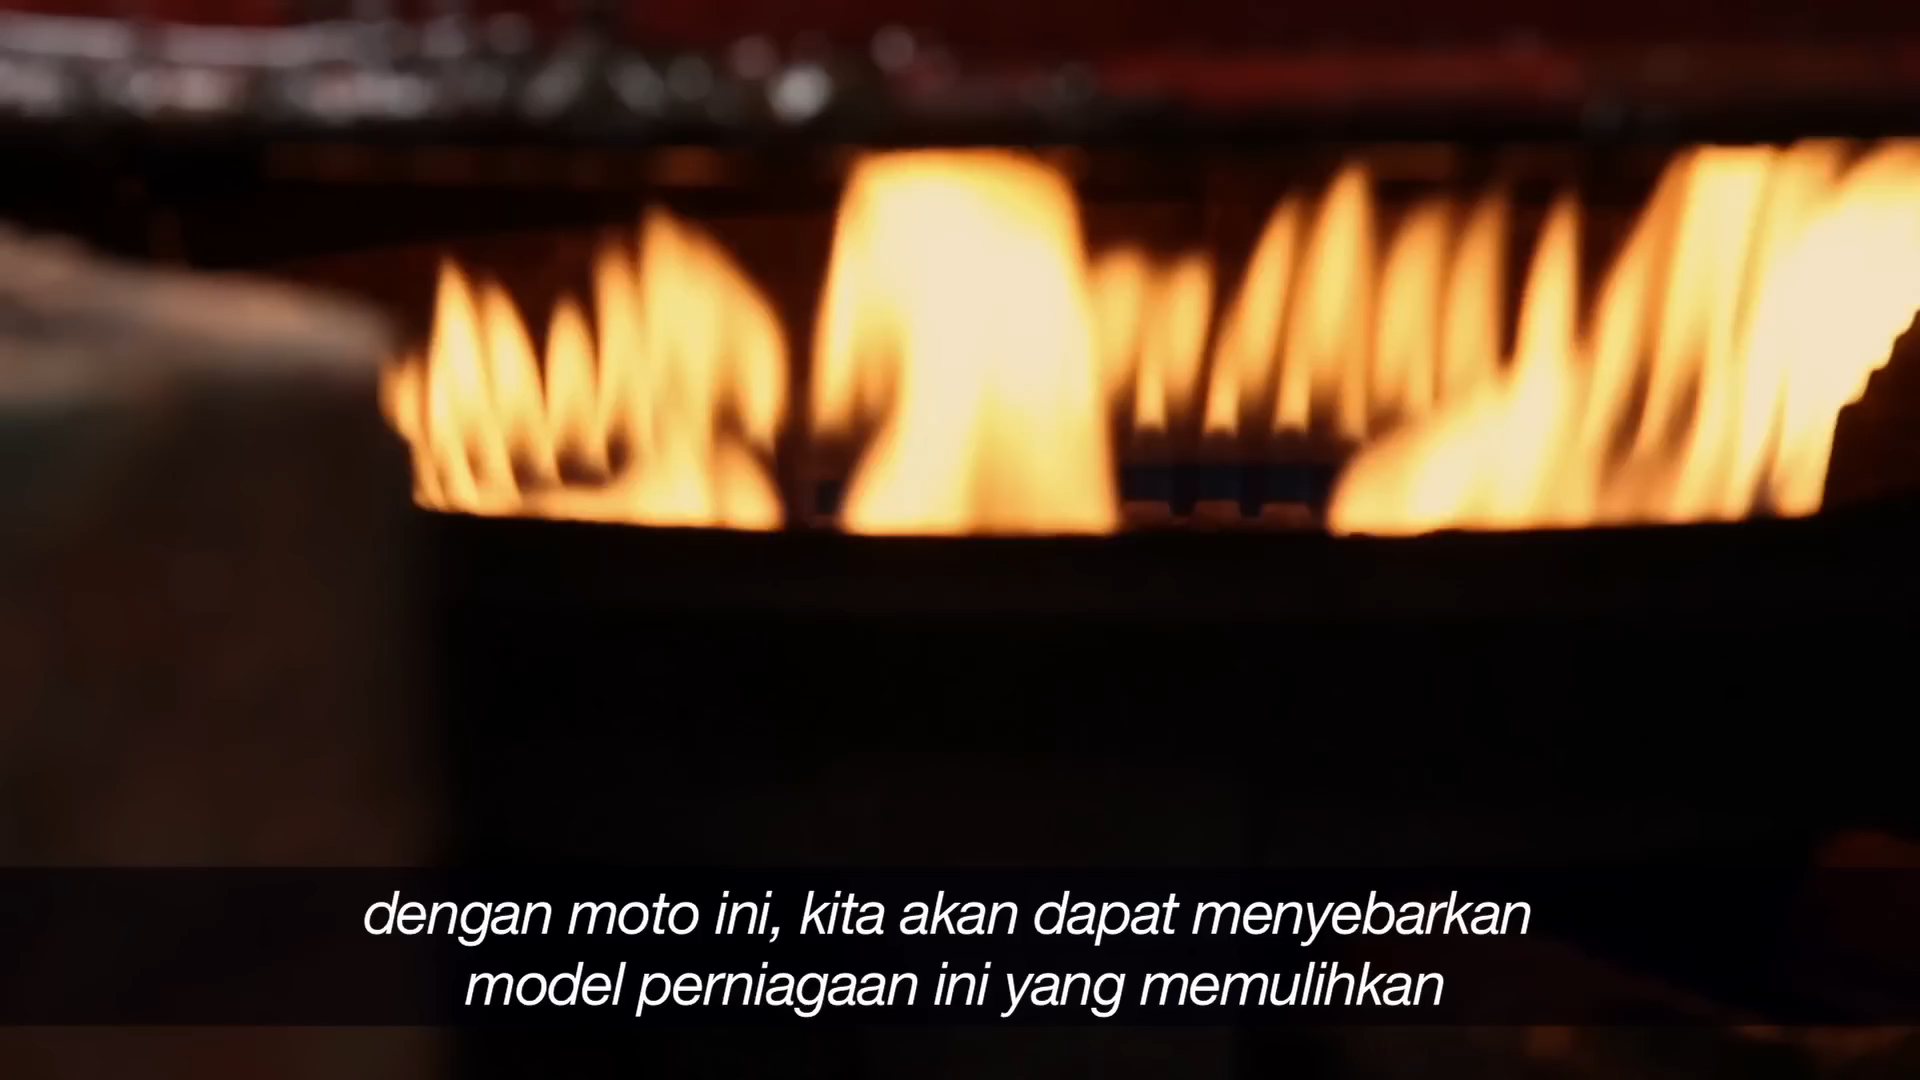 dengan moto ini, kita akan dapat menyebarkan
model perniagaan ini yang memulihkan